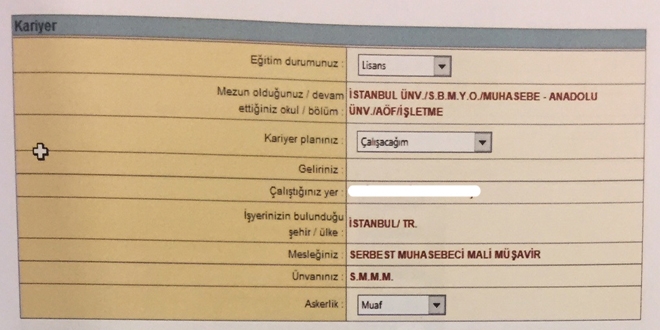 Kariyer
Eğitim durumunuz : Lisans
Mezun olduğunuz / devam ettiğiniz okul / bölüm : İSTANBUL ÜNV./S.B.M.Y.O./MUHASEBE - ANADOLU ÜNV./AÖF/İŞLETME
Kariyer planınız : Çalışacağım
Geliriniz :
Çalıştığınız yer :
İşyerinizin bulunduğu şehir / ülke : İSTANBUL/ TR.
Mesleğiniz : SERBEST MUHASEBECİ MALİ MÜŞAVİR
Ünvanınız : S.M.M.M.
Askerlik : Muaf